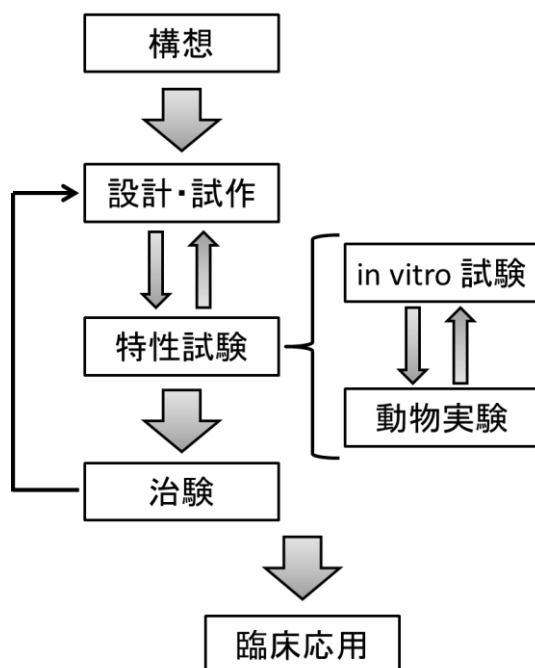 構想
設計・試作
特性試験
治験
in vitro 試験
動物実験
臨床応用